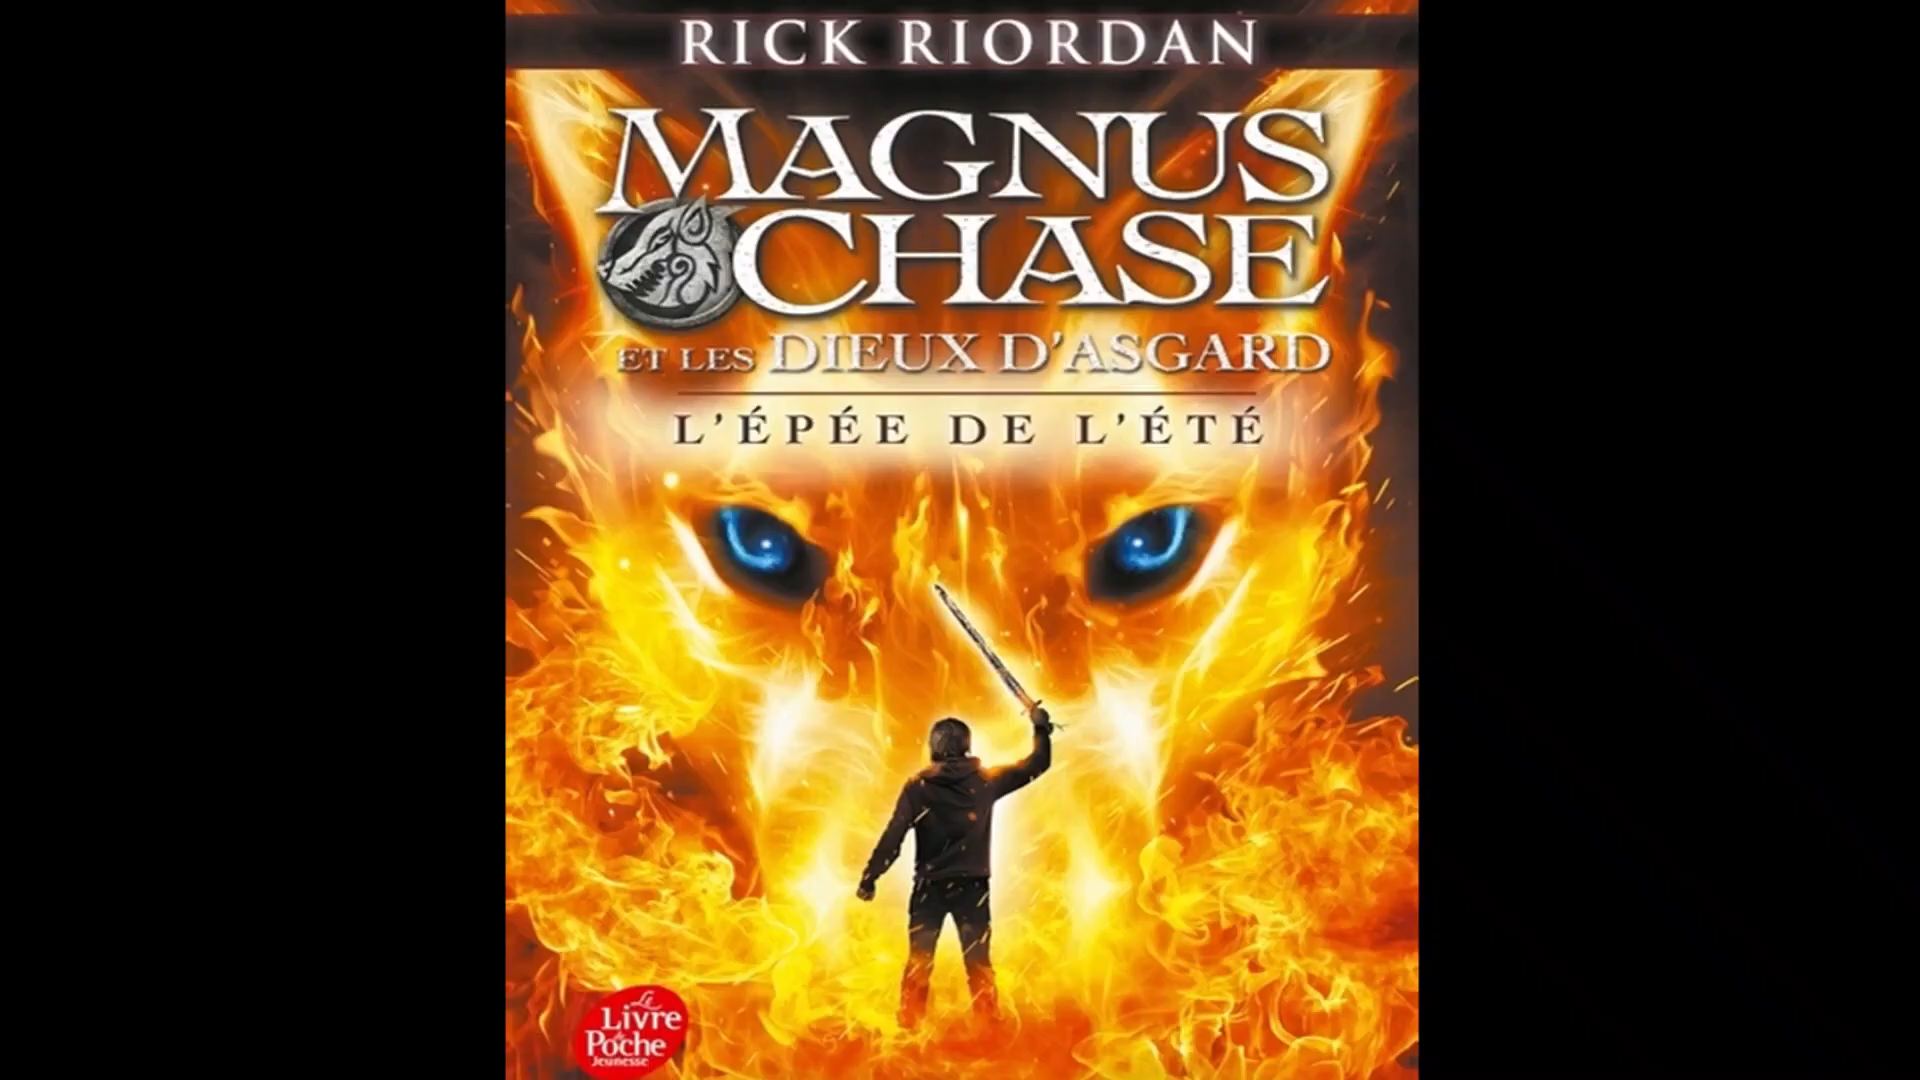 RICK RIORDAN
MAGNUS
CHASE
ET LES DIEUX D'ASGARD
L'ÉPÉE DE L'ÉTÉ
Le
Livre
de
Poche
Jeunesse